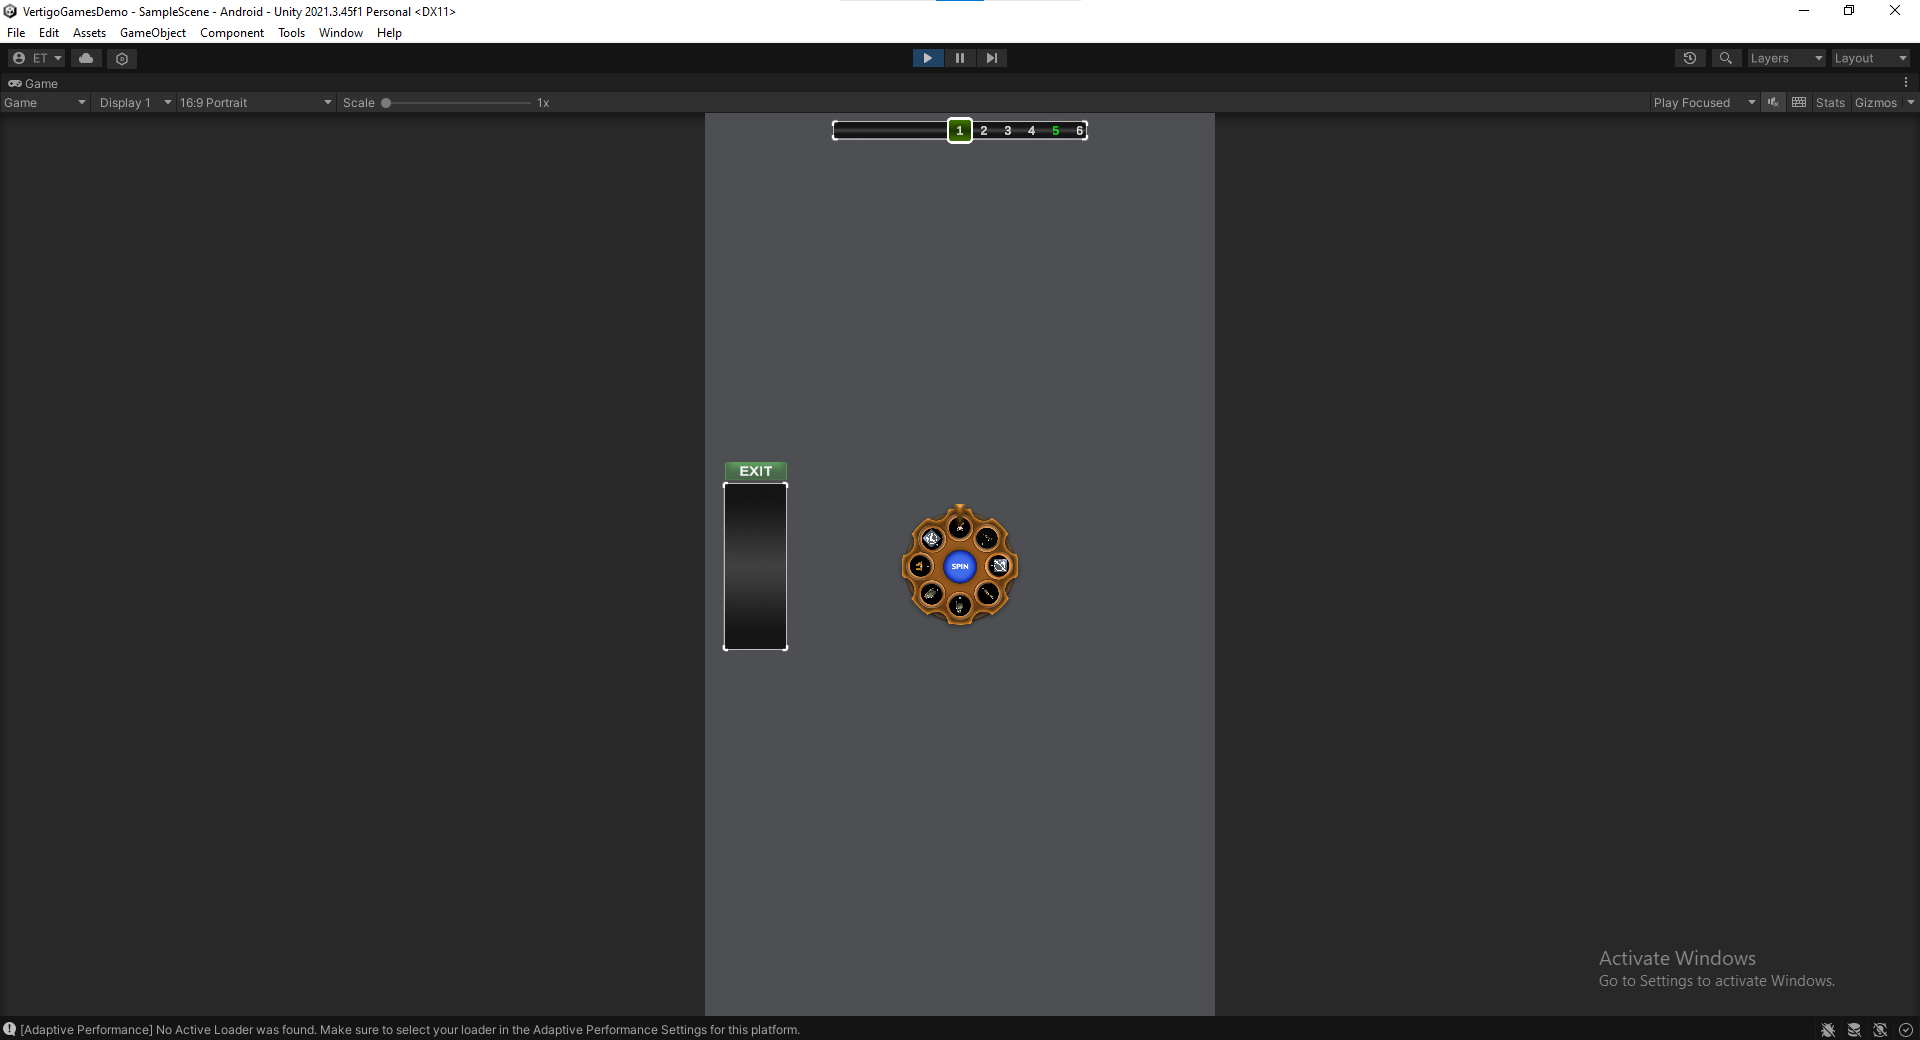 VertigoGamesDemo - SampleScene - Android - Unity 2021.3.45f1 Personal <DX11>
File Edit Assets GameObject Component Tools Window Help
ET Layers Layout
Game
Game Display 1 16:9 Portrait Scale 1x Play Focused Stats Gizmos
1 2 3 4 5 6
EXIT
SPIN
Activate Windows
Go to Settings to activate Windows.
[Adaptive Performance] No Active Loader was found. Make sure to select your loader in the Adaptive Performance Settings for this platform.